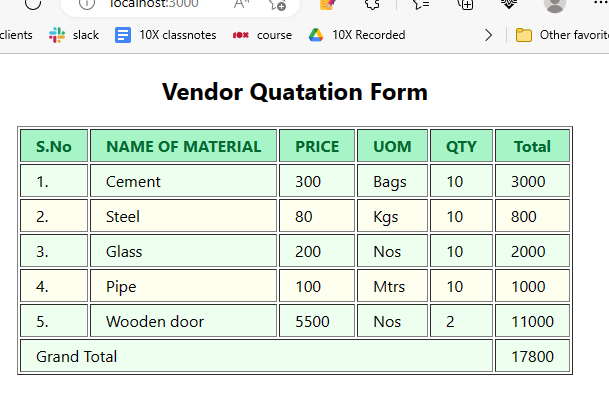 localhost:3000
clients slack 10X classnotes course 10X Recorded Other favorit
Vendor Quatation Form
S.No NAME OF MATERIAL PRICE UOM QTY Total
1. Cement 300 Bags 10 3000
2. Steel 80 Kgs 10 800
3. Glass 200 Nos 10 2000
4. Pipe 100 Mtrs 10 1000
5. Wooden door 5500 Nos 2 11000
Grand Total 17800